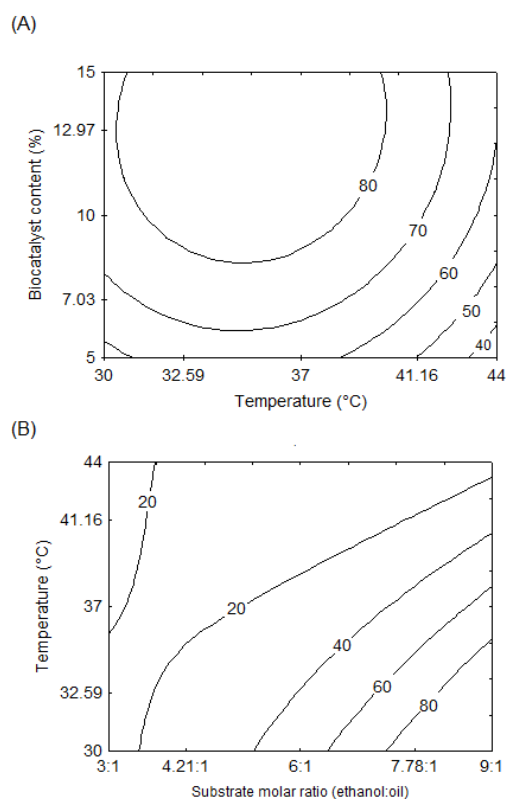 (A)
15
12.97
10
7.03
5
Biocatalyst content (%)
80
70
60
50
40
30 32.59 37 41.16 44
Temperature (°C)
(B)
44
41.16
37
32.59
30
Temperature (°C)
20
20
40
60
80
3:1 4.21:1 6:1 7.78:1 9:1
Substrate molar ratio (ethanol:oil)